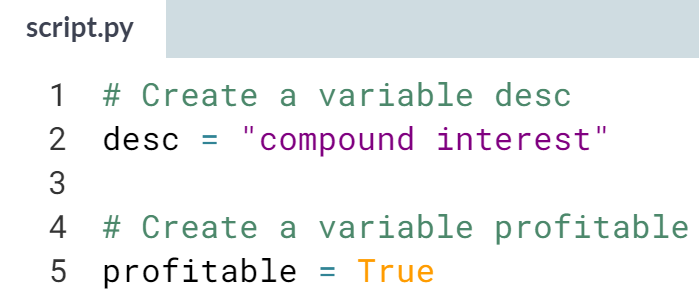 script.py
1 # Create a variable desc
2 desc = "compound interest"
3
4 # Create a variable profitable
5 profitable = True